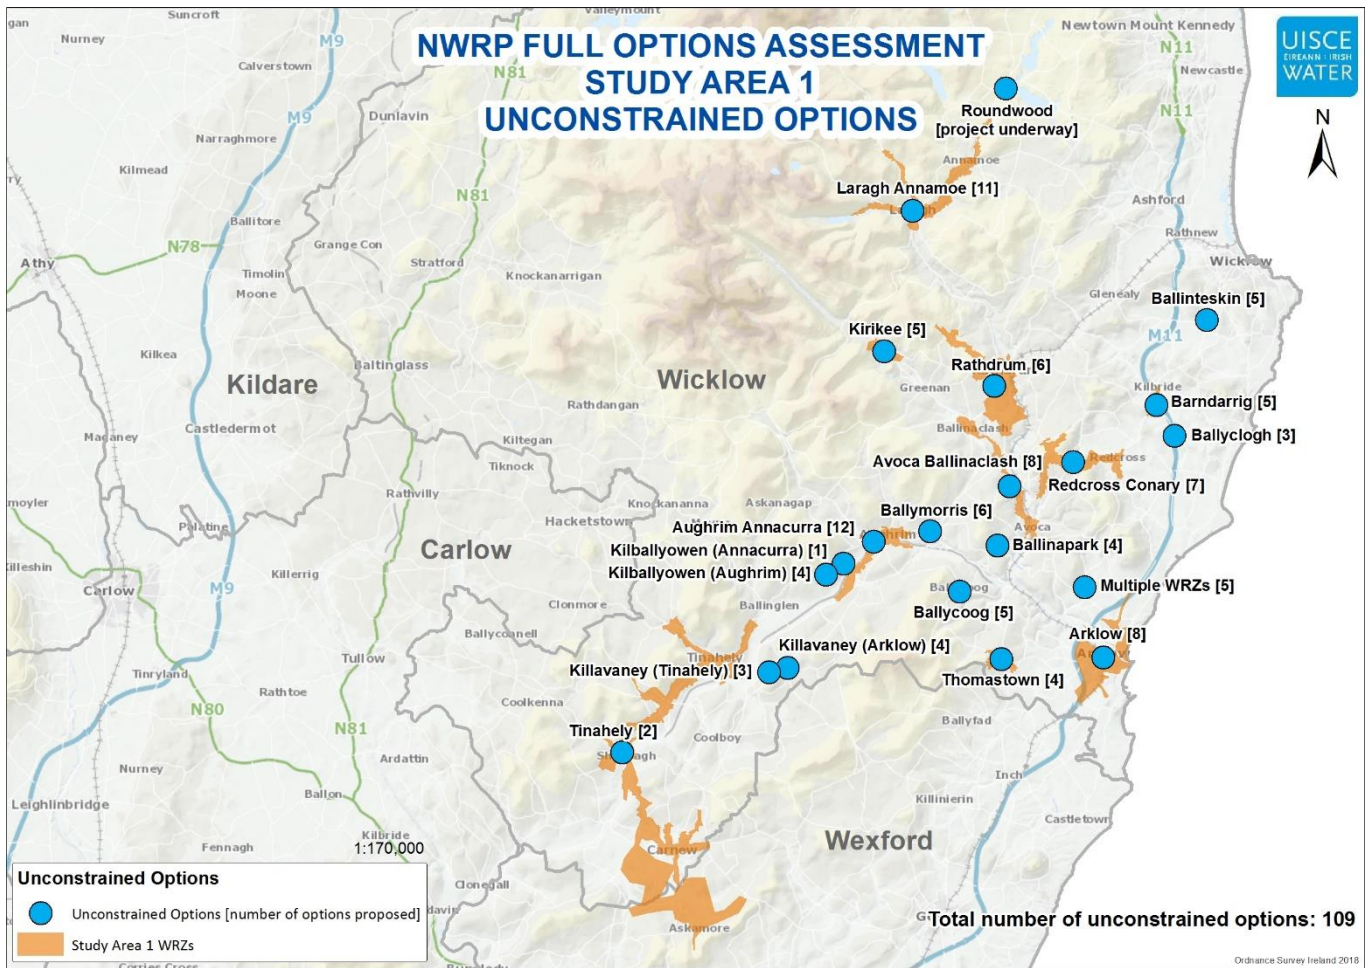 NWRP FULL OPTIONS ASSESSMENT
STUDY AREA 1
UNCONSTRAINED OPTIONS
UISCE
ÉIREANN : IRISH
WATER
N
Suncroft
Valleymount
Newtown Mount Kennedy
Nurney
M9
N11
Calverstown
N81
Newcastle
Dunlavin
Roundwood
[project underway]
M9
N11
Narraghmore
Annamoe
Kilmead
Laragh Annamoe [11]
N81
Ashford
Ballitore
Rathnew
N78
Grange Con
Athy
Stratford
Wicklow
Timolin
Knockanarrigan
Moone
Glenealy
Ballinteskin [5]
Kirikee [5]
M11
Kilkea
Baltinglass
Rathdrum [6]
Kildare
Wicklow
Greenan
Kilbride
Rathdangan
Barndarrig [5]
Castledermot
Ballinaclash
Maganey
Kiltegan
Ballyclogh [3]
Tiknock
Avoca Ballinaclash [8]
Redcross
Redcross Conary [7]
Rathvilly
Knockananna
Askanagap
Ballymorris [6]
Palatine
Hacketstown
Aughrim Annacurra [12]
Avoca
Carlow
Kilballyowen (Annacurra) [1]
Ballinapark [4]
Killeshin
Killerrig
Kilballyowen (Aughrim) [4]
Carlow
M9
Multiple WRZs [5]
Clonmore
Ballinglen
Ballycoog [5]
Ballyconnell
Arklow [8]
Killavaney (Arklow) [4]
Tullow
Tinahely
Killavaney (Tinahely) [3]
Tinryland
Thomastown [4]
Rathtoe
Coolkenna
N80
Ballyfad
N81
Tinahely [2]
Coolboy
Ardattin
Nurney
Inch
Ballon
Killinierin
Leighlinbridge
Castletown
Kilbride
Wexford
Fennagh
1:170,000
Carnew
Unconstrained Options
Clonegall
Unconstrained Options [number of options proposed]
Study Area 1 WRZs
Askamore
Total number of unconstrained options: 109
Ordnance Survey Ireland 2018